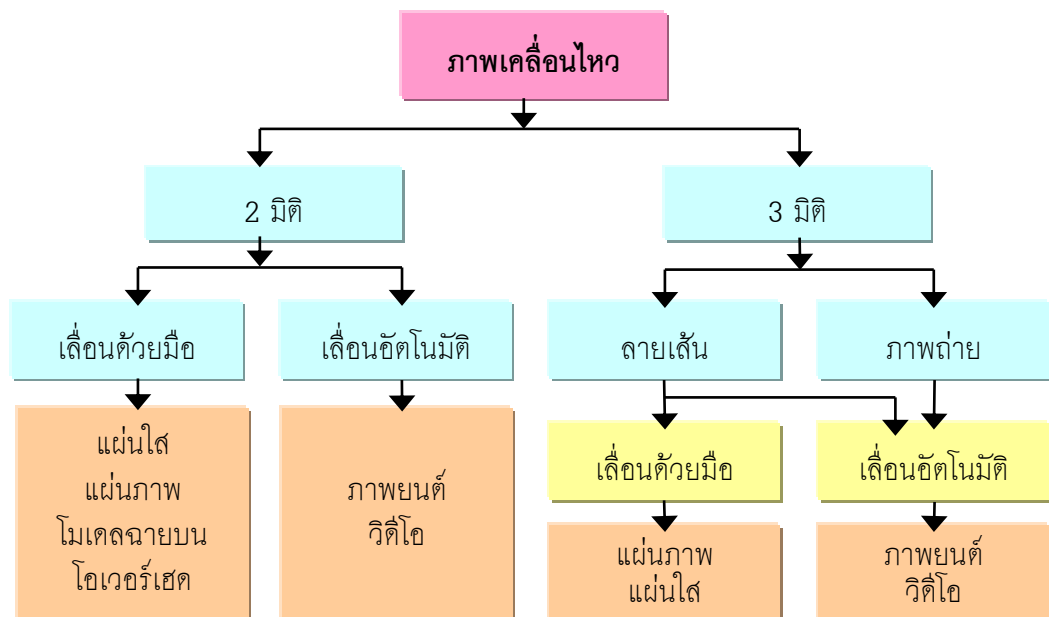 ภาพเคลื่อนไหว
2 มิติ
3 มิติ
เลื่อนด้วยมือ
เลื่อนอัตโนมัติ
ลายเส้น
ภาพถ่าย
แผ่นใส
แผ่นภาพ
โมเดลฉายบน
โอเวอร์เฮด
ภาพยนต์
วิดีโอ
เลื่อนด้วยมือ
เลื่อนอัตโนมัติ
แผ่นภาพ
แผ่นใส
ภาพยนต์
วิดีโอ